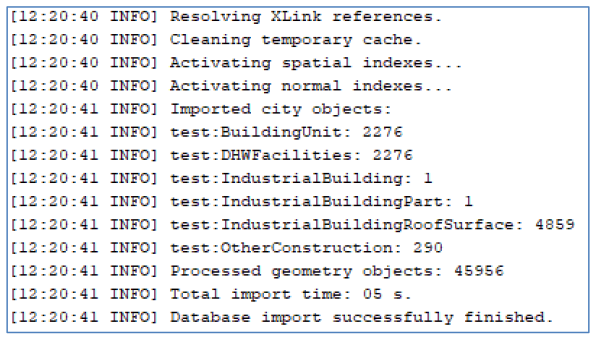 [12:20:40 INFO] Resolving XLink references.
[12:20:40 INFO] Cleaning temporary cache.
[12:20:40 INFO] Activating spatial indexes...
[12:20:40 INFO] Activating normal indexes...
[12:20:41 INFO] Imported city objects:
[12:20:41 INFO] test:BuildingUnit: 2276
[12:20:41 INFO] test:DHWFacilities: 2276
[12:20:41 INFO] test:IndustrialBuilding: 1
[12:20:41 INFO] test:IndustrialBuildingPart: 1
[12:20:41 INFO] test:IndustrialBuildingRoofSurface: 4859
[12:20:41 INFO] test:OtherConstruction: 290
[12:20:41 INFO] Processed geometry objects: 45956
[12:20:41 INFO] Total import time: 05 s.
[12:20:41 INFO] Database import successfully finished.